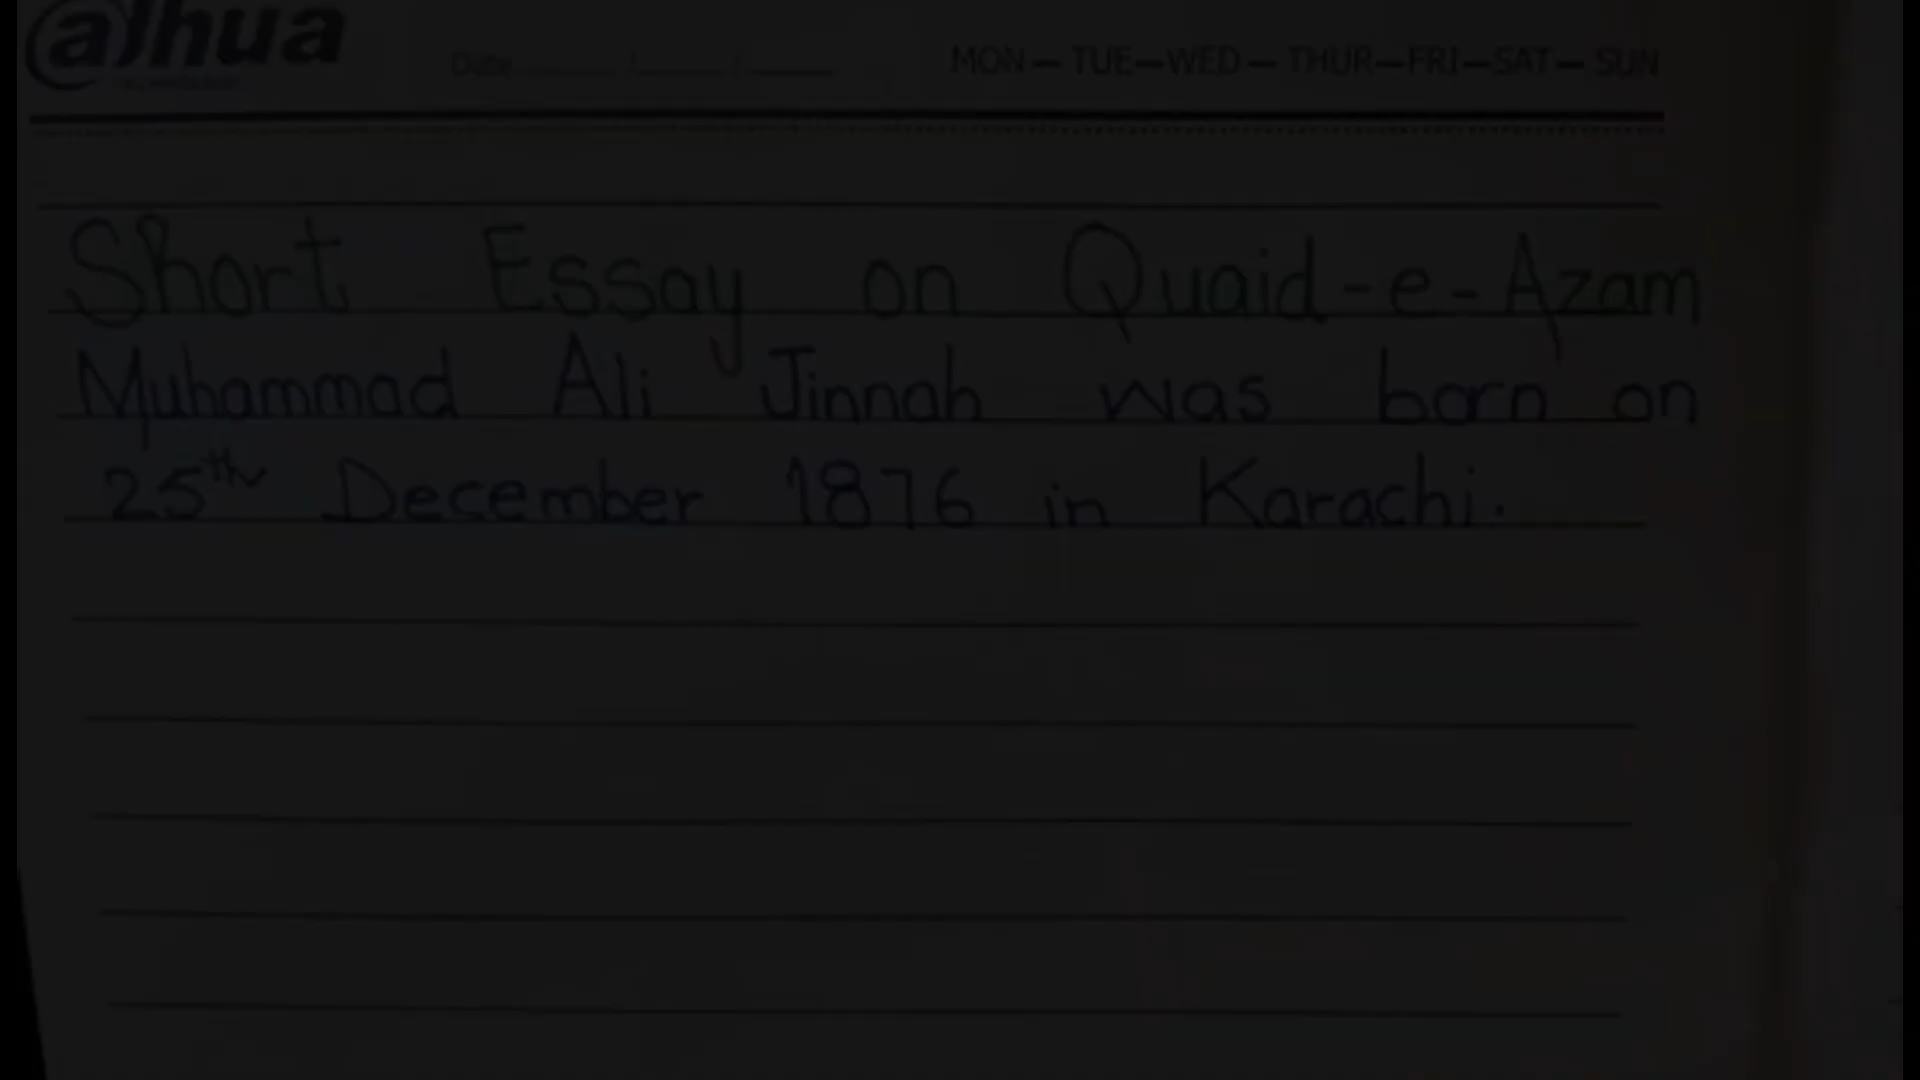 alhua
Date / /
MON — TUE — WED — THUR — FRI — SAT — SUN
Short Essay on Quaid-e-Azam
Muhammad Ali Jinnah was born on
25th December 1876 in Karachi.